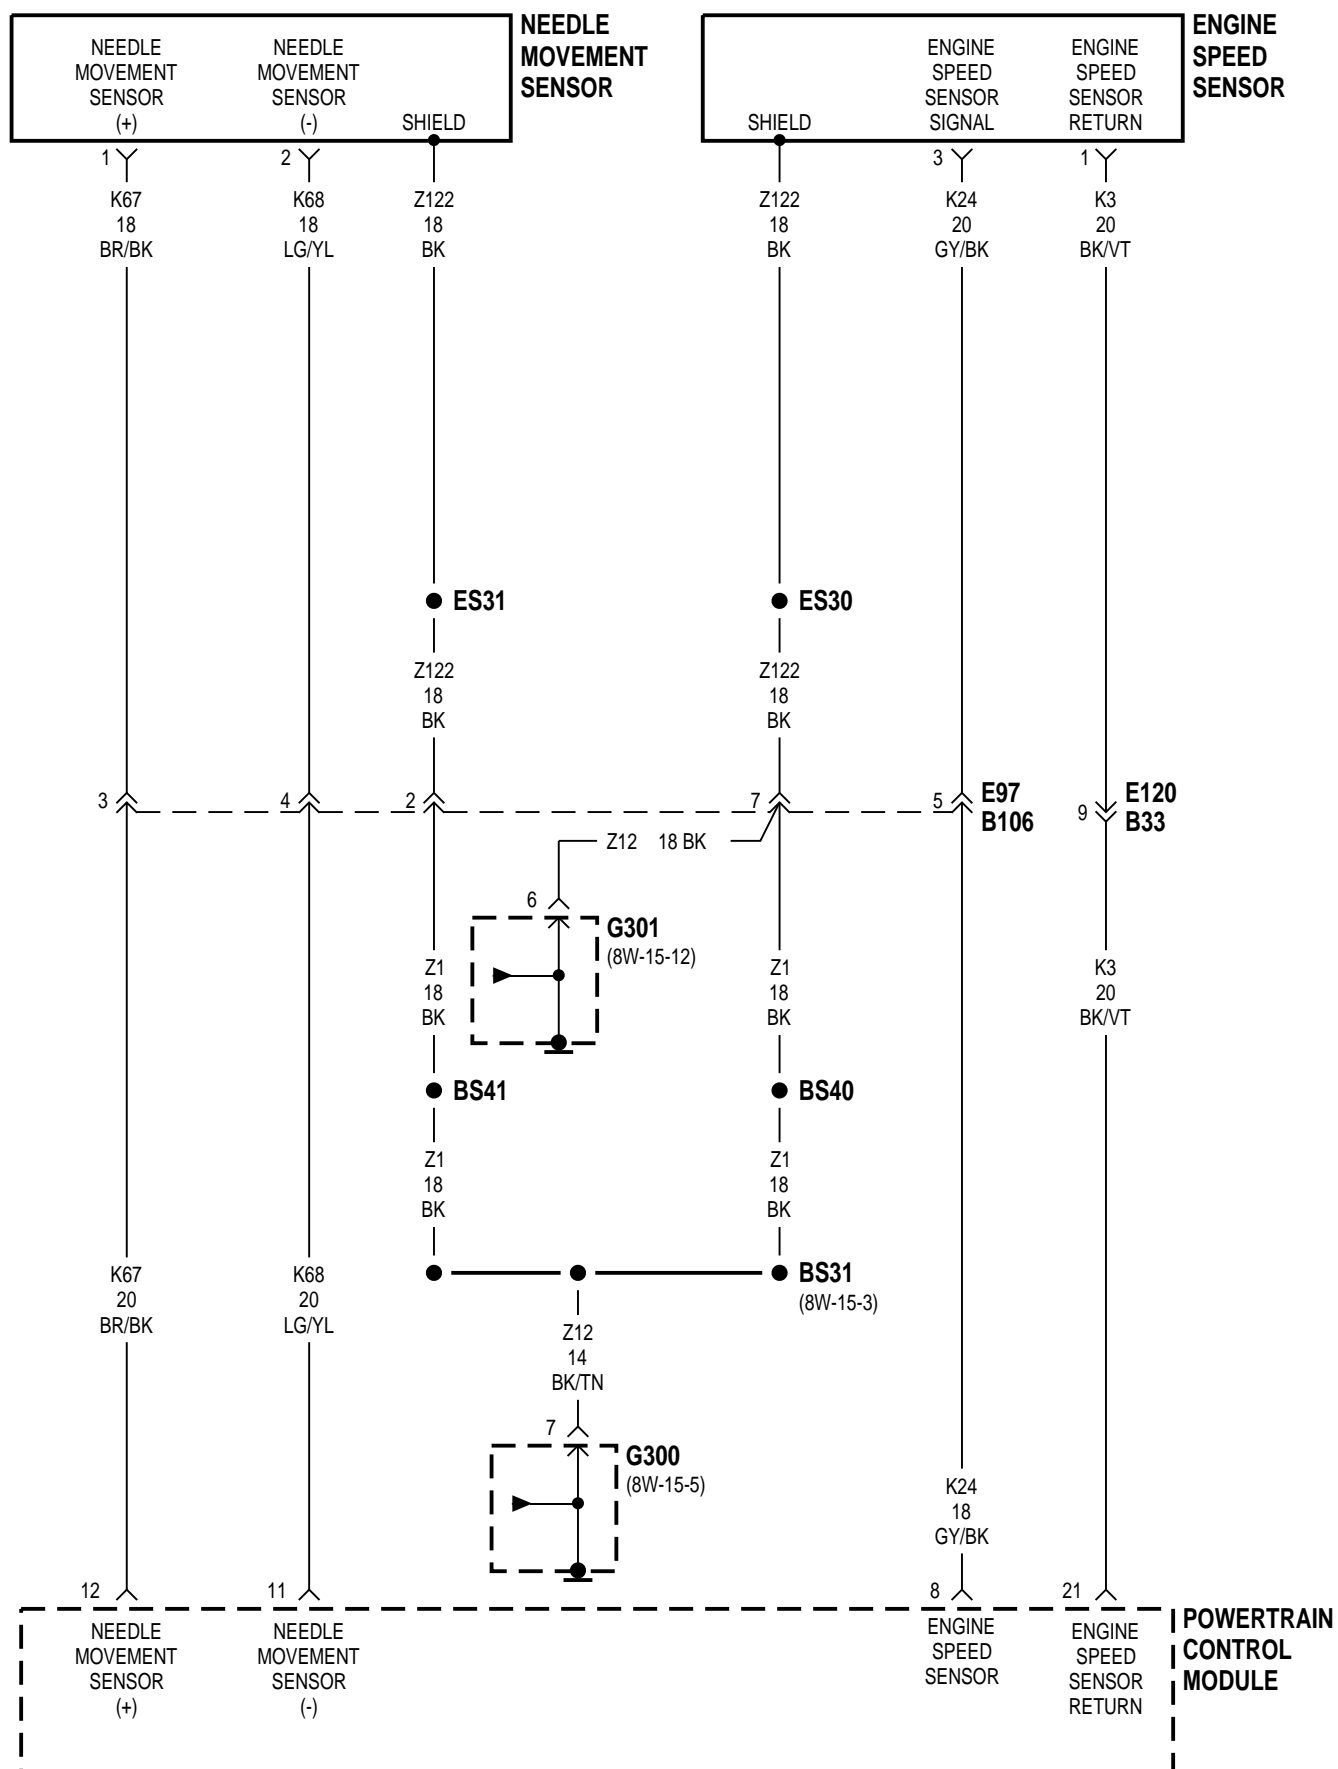 NEEDLE
MOVEMENT
SENSOR
(+)
NEEDLE
MOVEMENT
SENSOR
(-)
SHIELD
NEEDLE
MOVEMENT
SENSOR
SHIELD
ENGINE
SPEED
SENSOR
SIGNAL
ENGINE
SPEED
SENSOR
RETURN
ENGINE
SPEED
SENSOR
1
2
3
1
K67
18
BR/BK
K68
18
LG/YL
Z122
18
BK
Z122
18
BK
K24
20
GY/BK
K3
20
BK/VT
ES31
ES30
Z122
18
BK
Z122
18
BK
3
4
2
7
5
E97
B106
9
E120
B33
Z12 18 BK
6
G301
(8W-15-12)
Z1
18
BK
Z1
18
BK
K3
20
BK/VT
BS41
BS40
Z1
18
BK
Z1
18
BK
K67
20
BR/BK
K68
20
LG/YL
BS31
(8W-15-3)
Z12
14
BK/TN
7
G300
(8W-15-5)
K24
18
GY/BK
12
11
8
21
NEEDLE
MOVEMENT
SENSOR
(+)
NEEDLE
MOVEMENT
SENSOR
(-)
ENGINE
SPEED
SENSOR
ENGINE
SPEED
SENSOR
RETURN
POWERTRAIN
CONTROL
MODULE